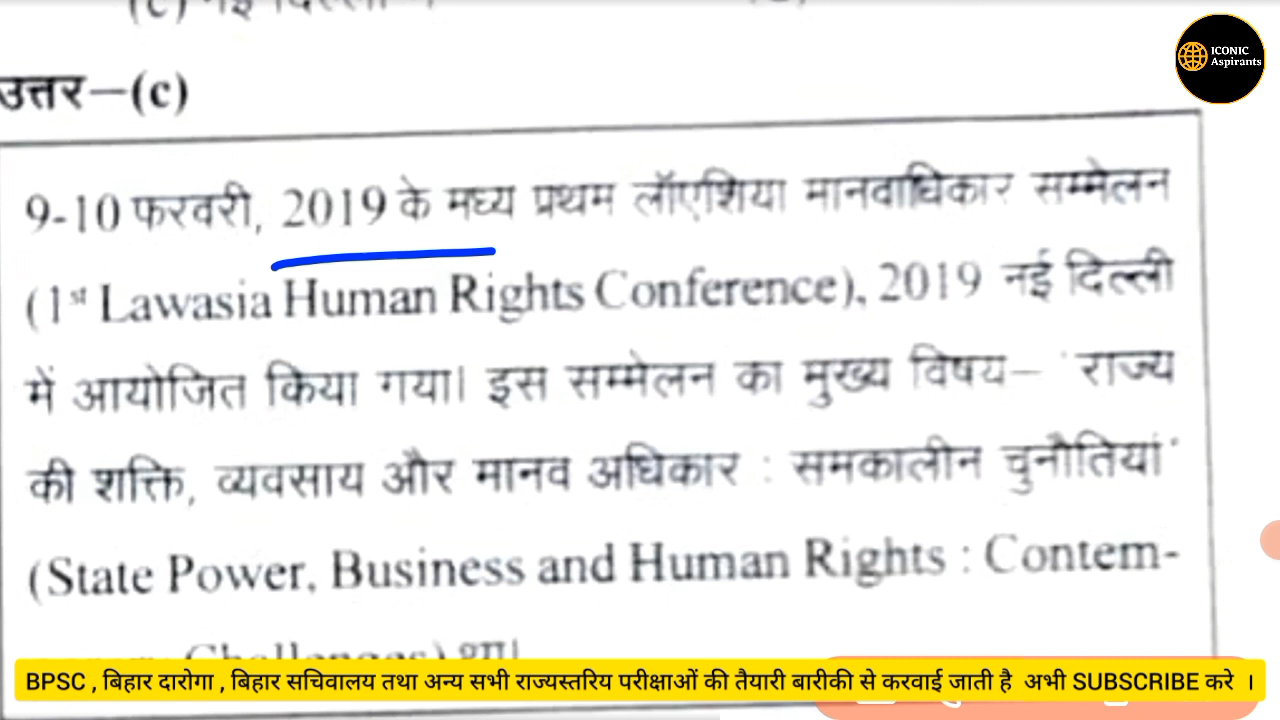 (c) नई दिल्ली में
ICONIC
Aspirants
उत्तर–(c)
9-10 फरवरी, 2019 के मध्य प्रथम लॉएशिया मानवाधिकार सम्मेलन
(1st Lawasia Human Rights Conference), 2019 नई दिल्ली
में आयोजित किया गया। इस सम्मेलन का मुख्य विषय– 'राज्य
की शक्ति, व्यवसाय और मानव अधिकार : समकालीन चुनौतियां'
(State Power, Business and Human Rights : Contem-
Challenges) था।
BPSC , बिहार दारोगा , बिहार सचिवालय तथा अन्य सभी राज्यस्तरिय परीक्षाओं की तैयारी बारीकी से करवाई जाती है अभी SUBSCRIBE करे ।